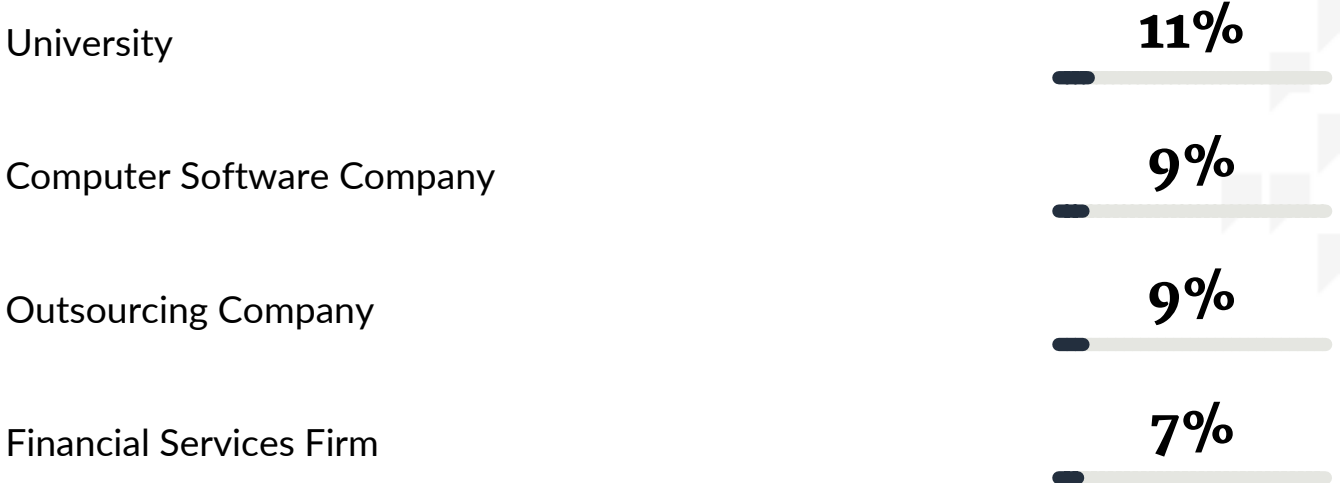 University
11%
Computer Software Company
9%
Outsourcing Company
9%
Financial Services Firm
7%